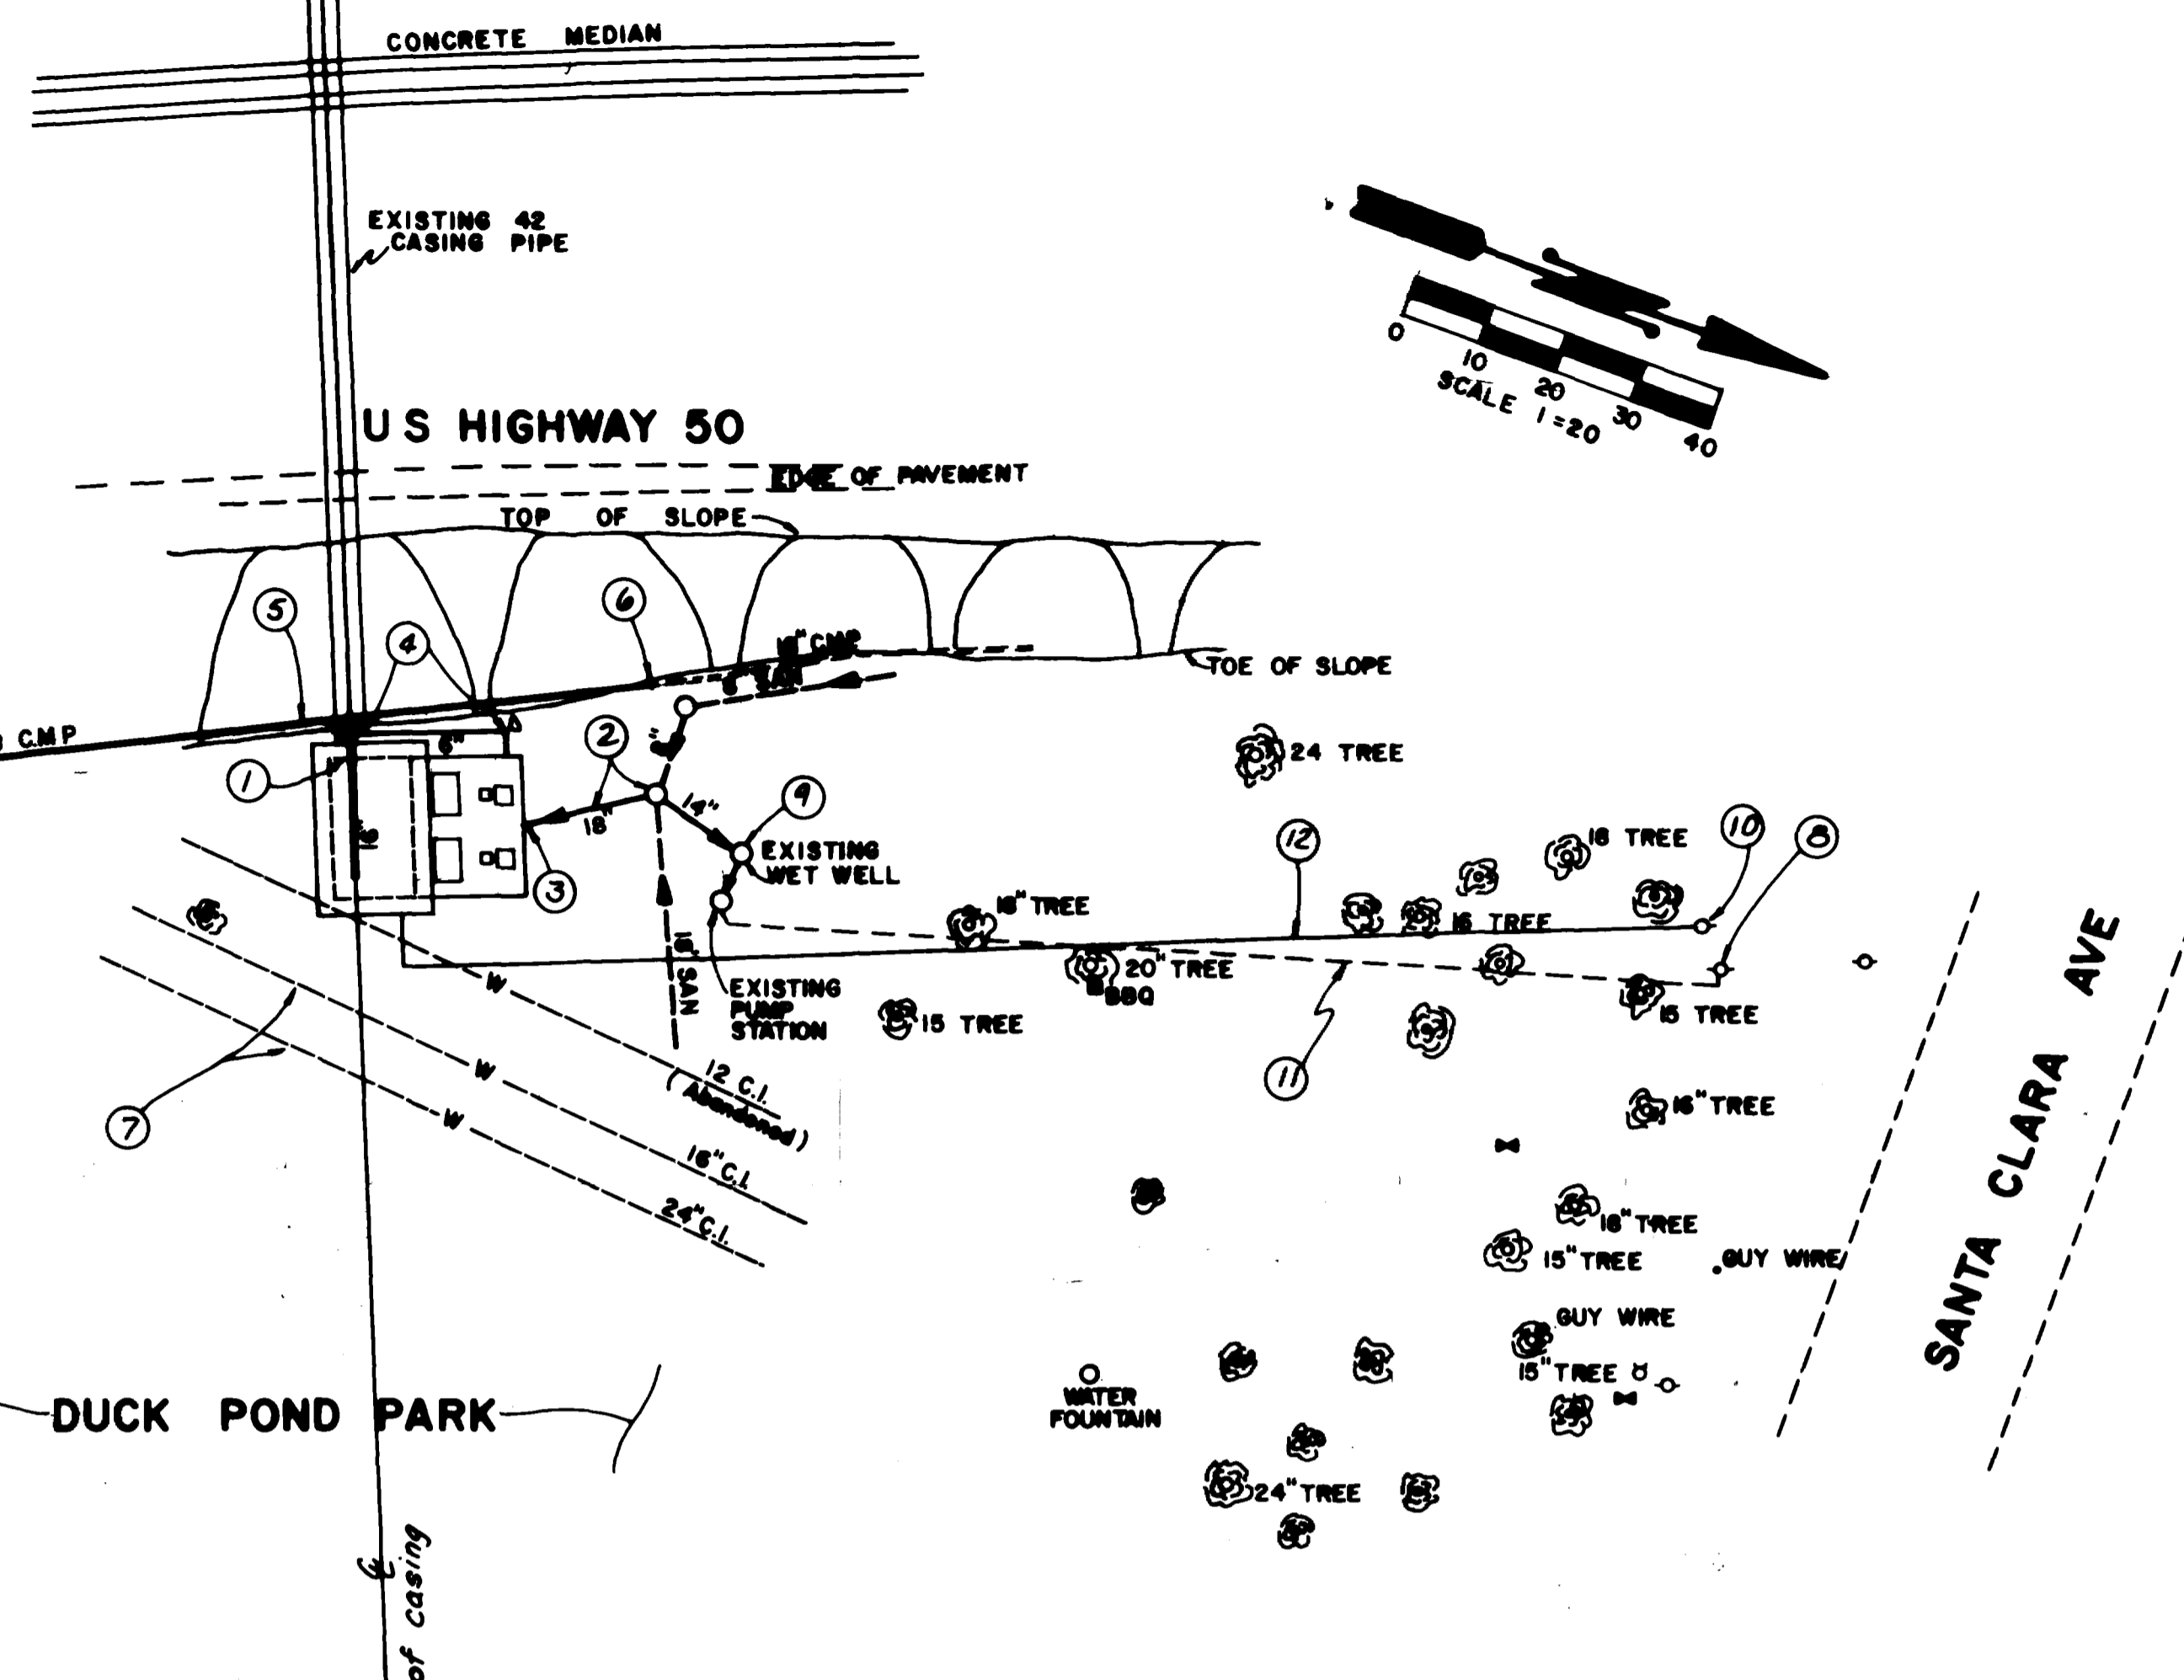 CONCRETE MEDIAN
EXISTING 42
CASING PIPE
0
10
20
30
40
SCALE 1=20
U S HIGHWAY 50
EDGE OF PAVEMENT
TOP OF SLOPE
5
4
6
18" CMP
8" SAN
TOE OF SLOPE
C.M.P
6"
2
1
24 TREE
14"
18"
9
EXISTING
WET WELL
3
12
18 TREE
10
8
16
18" TREE
16 TREE
20" TREE
BBQ
SAN
EXISTING
PUMP
STATION
15 TREE
15 TREE
11
7
W
W
W
12 C.I.
(Abandoned)
16" C.I.
24" C.I.
16" TREE
18" TREE
15" TREE
GUY WIRE
GUY WIRE
15" TREE
WATER
FOUNTAIN
24" TREE
DUCK POND PARK
SANTA CLARA AVE
of casing